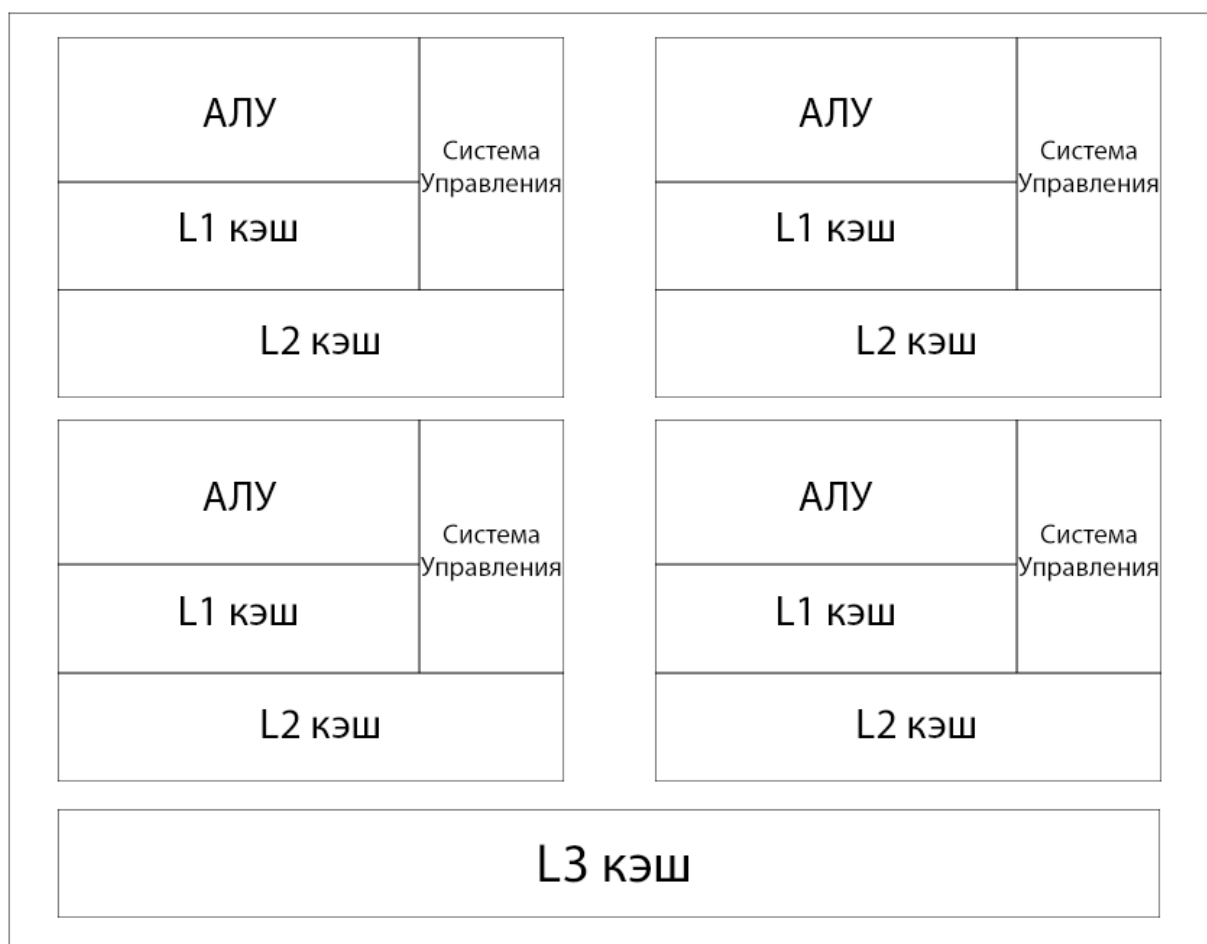 АЛУ
Система
Управления
L1 кэш
L2 кэш
АЛУ
Система
Управления
L1 кэш
L2 кэш
АЛУ
Система
Управления
L1 кэш
L2 кэш
АЛУ
Система
Управления
L1 кэш
L2 кэш
L3 кэш